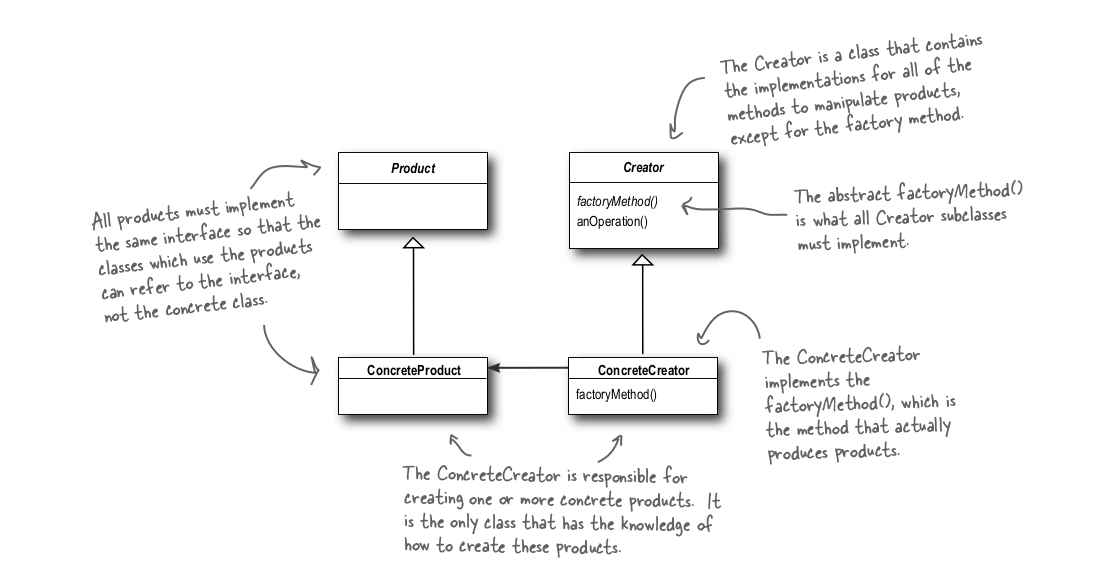 The Creator is a class that contains
the implementations for all of the
methods to manipulate products,
except for the factory method.
Product
Creator
factoryMethod()
anOperation()
The abstract factoryMethod()
is what all Creator subclasses
must implement.
All products must implement
the same interface so that the
classes which use the products
can refer to the interface,
not the concrete class.
ConcreteProduct
ConcreteCreator
factoryMethod()
The ConcreteCreator
implements the
factoryMethod(), which is
the method that actually
produces products.
The ConcreteCreator is responsible for
creating one or more concrete products. It
is the only class that has the knowledge of
how to create these products.